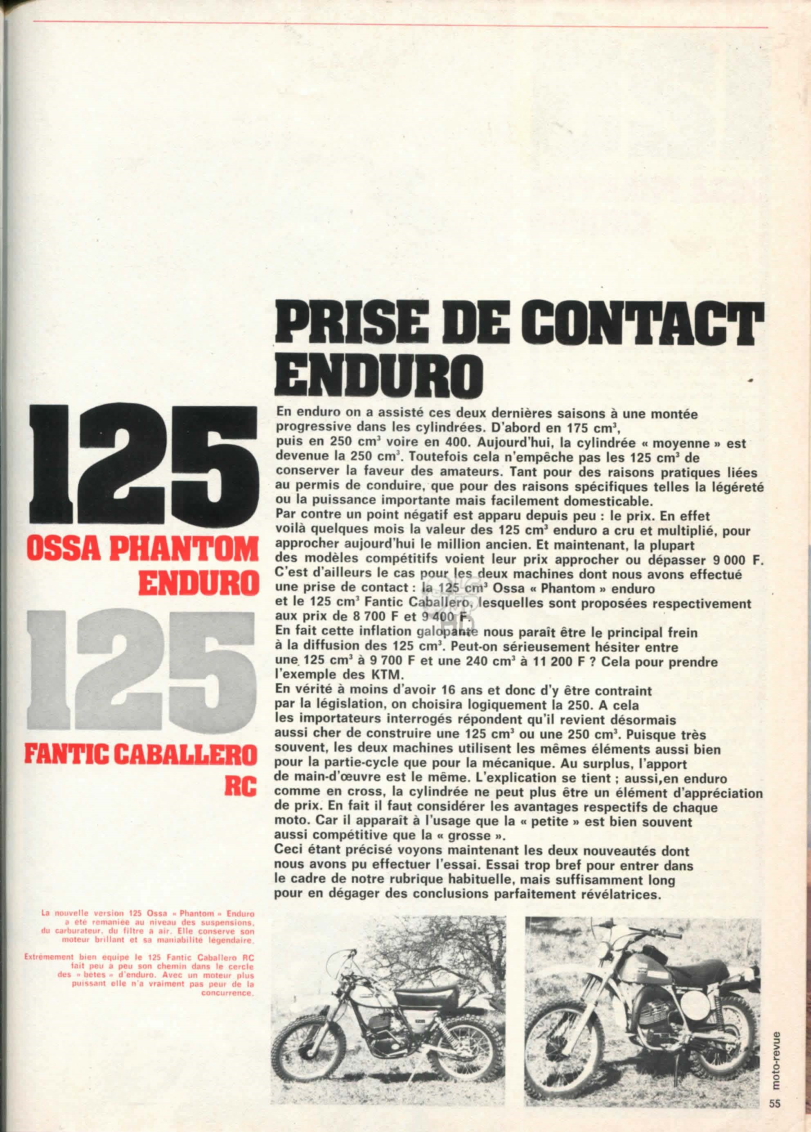 PRISE DE CONTACT
ENDURO
125
OSSA PHANTOM
ENDURO
125
FANTIC CABALLERO
RC
En enduro on a assisté ces deux dernières saisons à une montée
progressive dans les cylindrées. D'abord en 175 cm³,
puis en 250 cm³ voire en 400. Aujourd'hui, la cylindrée « moyenne » est
devenue la 250 cm³. Toutefois cela n'empêche pas les 125 cm³ de
conserver la faveur des amateurs. Tant pour des raisons pratiques liées
au permis de conduire, que pour des raisons spécifiques telles la légéreté
ou la puissance importante mais facilement domesticable.
Par contre un point négatif est apparu depuis peu : le prix. En effet
voilà quelques mois la valeur des 125 cm³ enduro a cru et multiplié, pour
approcher aujourd'hui le million ancien. Et maintenant, la plupart
des modèles compétitifs voient leur prix approcher ou dépasser 9 000 F.
C'est d'ailleurs le cas pour les deux machines dont nous avons effectué
une prise de contact : la 125 cm³ Ossa « Phantom » enduro
et le 125 cm³ Fantic Caballero, lesquelles sont proposées respectivement
aux prix de 8 700 F et 9 400 F.
En fait cette inflation galopante nous paraît être le principal frein
à la diffusion des 125 cm³. Peut-on sérieusement hésiter entre
une 125 cm³ à 9 700 F et une 240 cm³ à 11 200 F ? Cela pour prendre
l'exemple des KTM.
En vérité à moins d'avoir 16 ans et donc d'y être contraint
par la législation, on choisira logiquement la 250. A cela
les importateurs interrogés répondent qu'il revient désormais
aussi cher de construire une 125 cm³ ou une 250 cm³. Puisque très
souvent, les deux machines utilisent les mêmes éléments aussi bien
pour la partie-cycle que pour la mécanique. Au surplus, l'apport
de main-d'œuvre est le même. L'explication se tient ; aussi,en enduro
comme en cross, la cylindrée ne peut plus être un élément d'appréciation
de prix. En fait il faut considérer les avantages respectifs de chaque
moto. Car il apparaît à l'usage que la « petite » est bien souvent
aussi compétitive que la « grosse ».
Ceci étant précisé voyons maintenant les deux nouveautés dont
nous avons pu effectuer l'essai. Essai trop bref pour entrer dans
le cadre de notre rubrique habituelle, mais suffisamment long
pour en dégager des conclusions parfaitement révélatrices.
La nouvelle version 125 Ossa « Phantom » Enduro
a été remaniée au niveau des suspensions,
du carburateur, du filtre a air. Elle conserve son
moteur brillant et sa maniabilité légendaire.
Extrêmement bien équipe le 125 Fantic Caballero RC
fait peu a peu son chemin dans le cercle
des « bêtes » d'enduro. Avec un moteur plus
puissant elle n'a vraiment pas peur de la
concurrence.
moto-revue
55